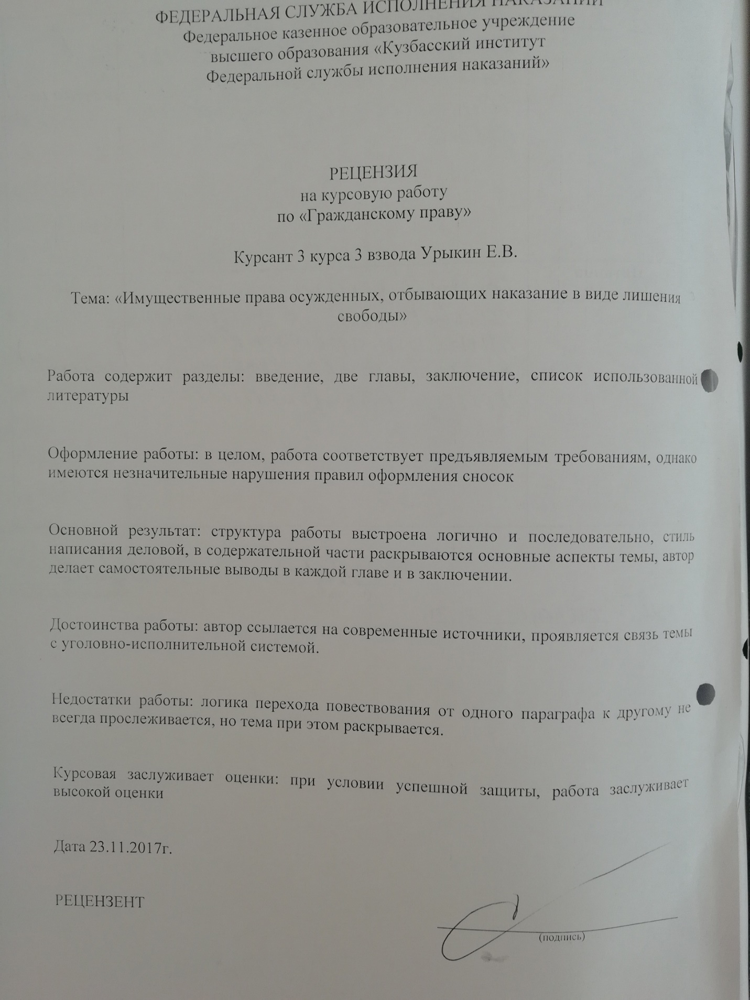 ФЕДЕРАЛЬНАЯ СЛУЖБА ИСПОЛНЕНИЯ НАКАЗАНИЙ
Федеральное казенное образовательное учреждение
высшего образования «Кузбасский институт
Федеральной службы исполнения наказаний»
РЕЦЕНЗИЯ
на курсовую работу
по «Гражданскому праву»
Курсант 3 курса 3 взвода Урыкин Е.В.
Тема: «Имущественные права осужденных, отбывающих наказание в виде лишения
свободы»
Работа содержит разделы: введение, две главы, заключение, список использованной
литературы
Оформление работы: в целом, работа соответствует предъявляемым требованиям, однако
имеются незначительные нарушения правил оформления сносок
Основной результат: структура работы выстроена логично и последовательно, стиль
написания деловой, в содержательной части раскрываются основные аспекты темы, автор
делает самостоятельные выводы в каждой главе и в заключении.
Достоинства работы: автор ссылается на современные источники, проявляется связь темы
с уголовно-исполнительной системой.
Недостатки работы: логика перехода повествования от одного параграфа к другому не
всегда прослеживается, но тема при этом раскрывается.
Курсовая заслуживает оценки: при условии успешной защиты, работа заслуживает
высокой оценки
Дата 23.11.2017г.
РЕЦЕНЗЕНТ
(подпись)